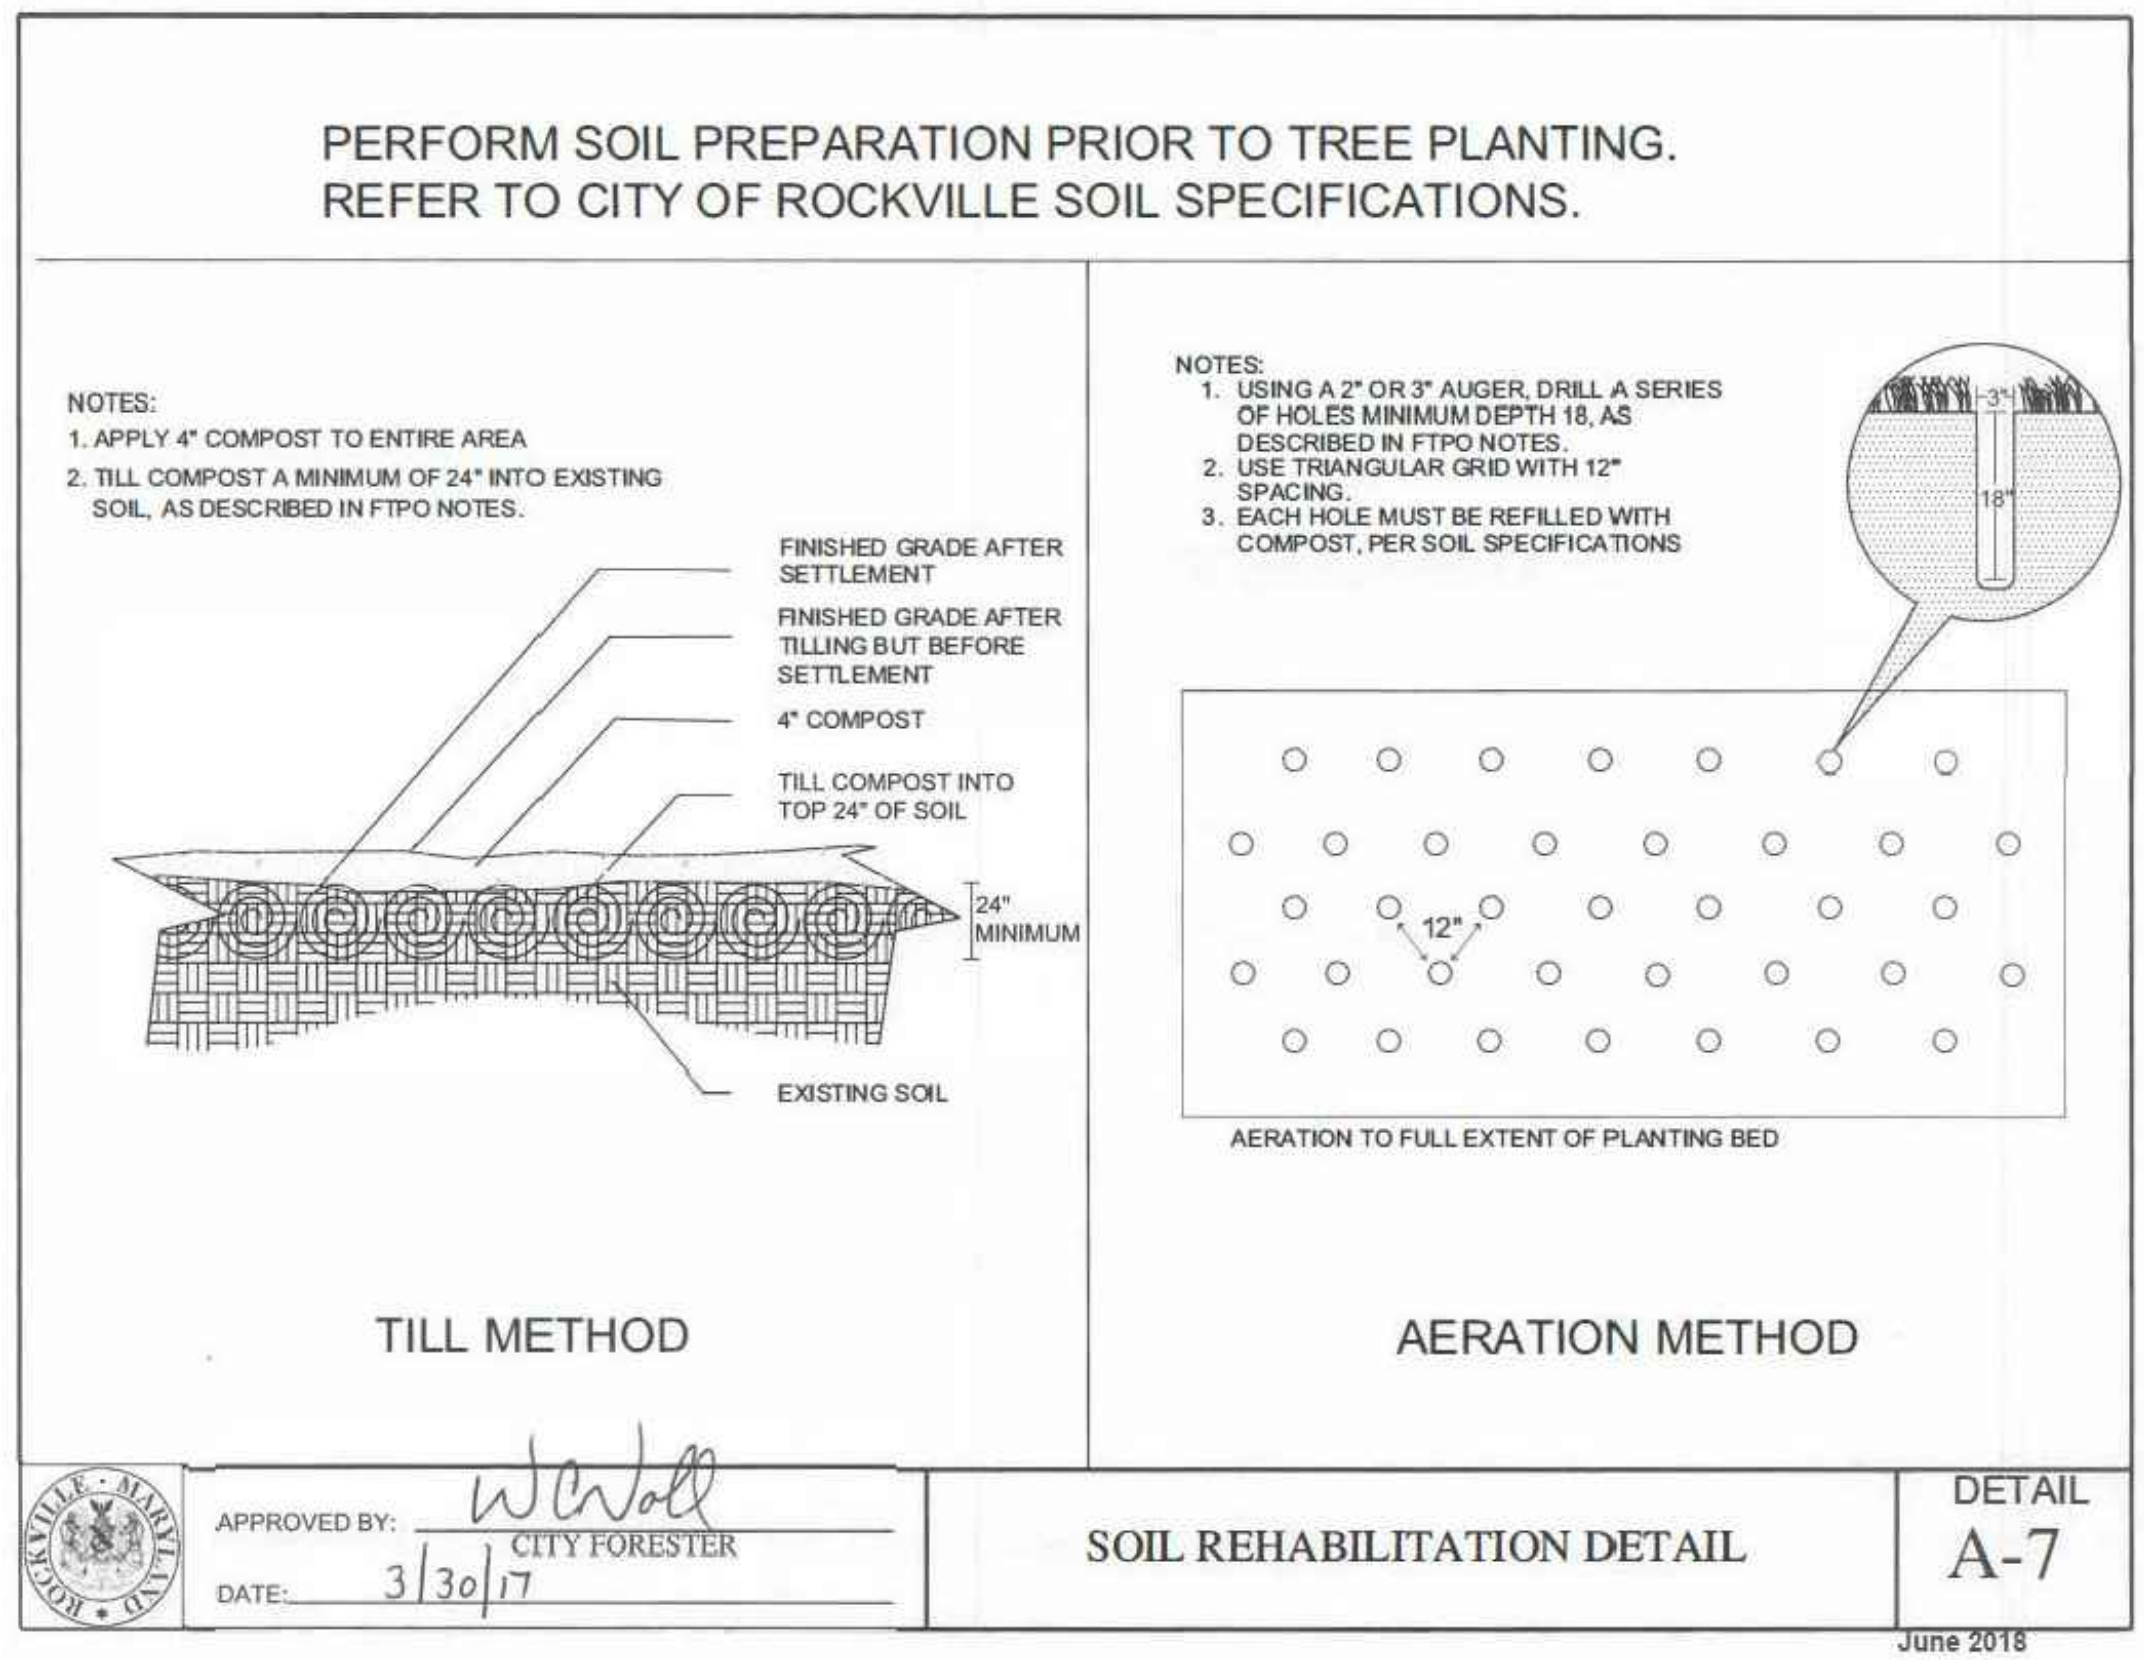 PERFORM SOIL PREPARATION PRIOR TO TREE PLANTING.
REFER TO CITY OF ROCKVILLE SOIL SPECIFICATIONS.
NOTES:
1. APPLY 4" COMPOST TO ENTIRE AREA
2. TILL COMPOST A MINIMUM OF 24" INTO EXISTING
SOIL, AS DESCRIBED IN FTPO NOTES.
FINISHED GRADE AFTER
SETTLEMENT
FINISHED GRADE AFTER
TILLING BUT BEFORE
SETTLEMENT
4" COMPOST
TILL COMPOST INTO
TOP 24" OF SOIL
24"
MINIMUM
EXISTING SOIL
TILL METHOD
NOTES:
1. USING A 2" OR 3" AUGER, DRILL A SERIES
OF HOLES MINIMUM DEPTH 18, AS
DESCRIBED IN FTPO NOTES.
2. USE TRIANGULAR GRID WITH 12"
SPACING.
3. EACH HOLE MUST BE REFILLED WITH
COMPOST, PER SOIL SPECIFICATIONS
3"
18"
12"
AERATION TO FULL EXTENT OF PLANTING BED
AERATION METHOD
ROCKVILLE · MARYLAND
APPROVED BY:
CITY FORESTER
DATE: 3/30/17
SOIL REHABILITATION DETAIL
DETAIL
A-7
June 2018